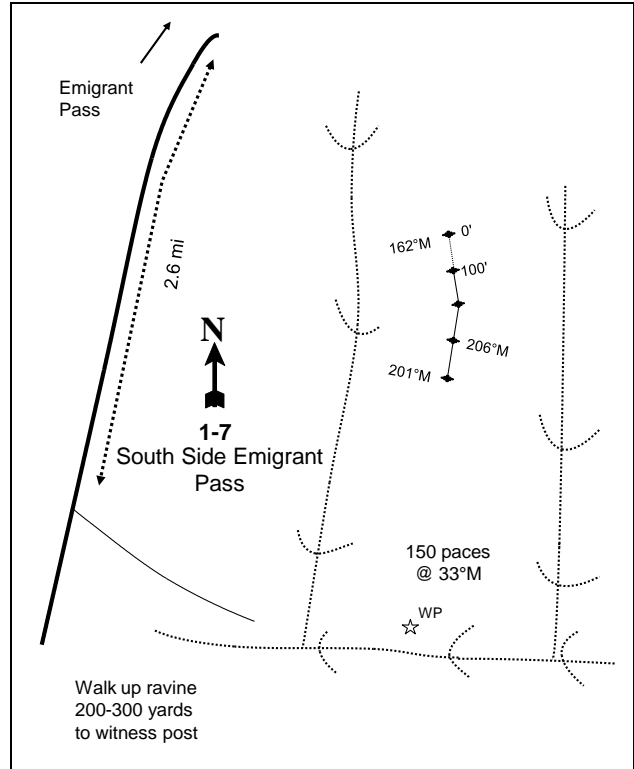 Emigrant
Pass
2.6 mi
N
1-7
South Side Emigrant
Pass
162°M
0'
100'
206°M
201°M
150 paces
@ 33°M
WP
Walk up ravine
200-300 yards
to witness post